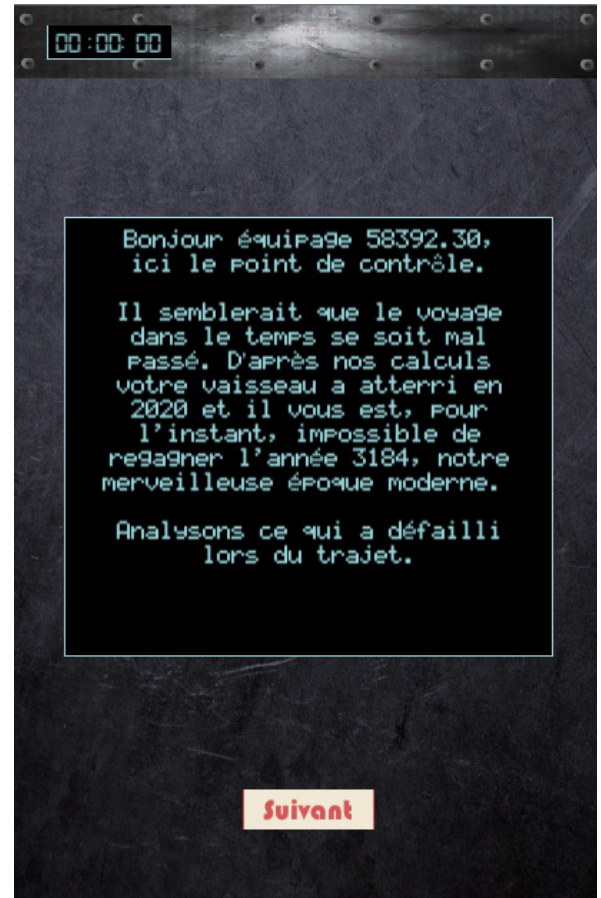 00:00:00
Bonjour équipage 58392.30,
ici le point de contrôle.
Il semblerait que le voyage
dans le temps se soit mal
passé. D'après nos calculs
votre vaisseau a atterri en
2020 et il vous est, pour
l'instant, impossible de
regagner l'année 3184, notre
merveilleuse époque moderne.
Analysons ce qui a défailli
lors du trajet.
Suivant